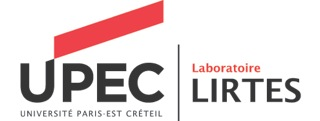 UPEC
UNIVERSITÉ PARIS-EST CRÉTEIL
Laboratoire
LIRTES